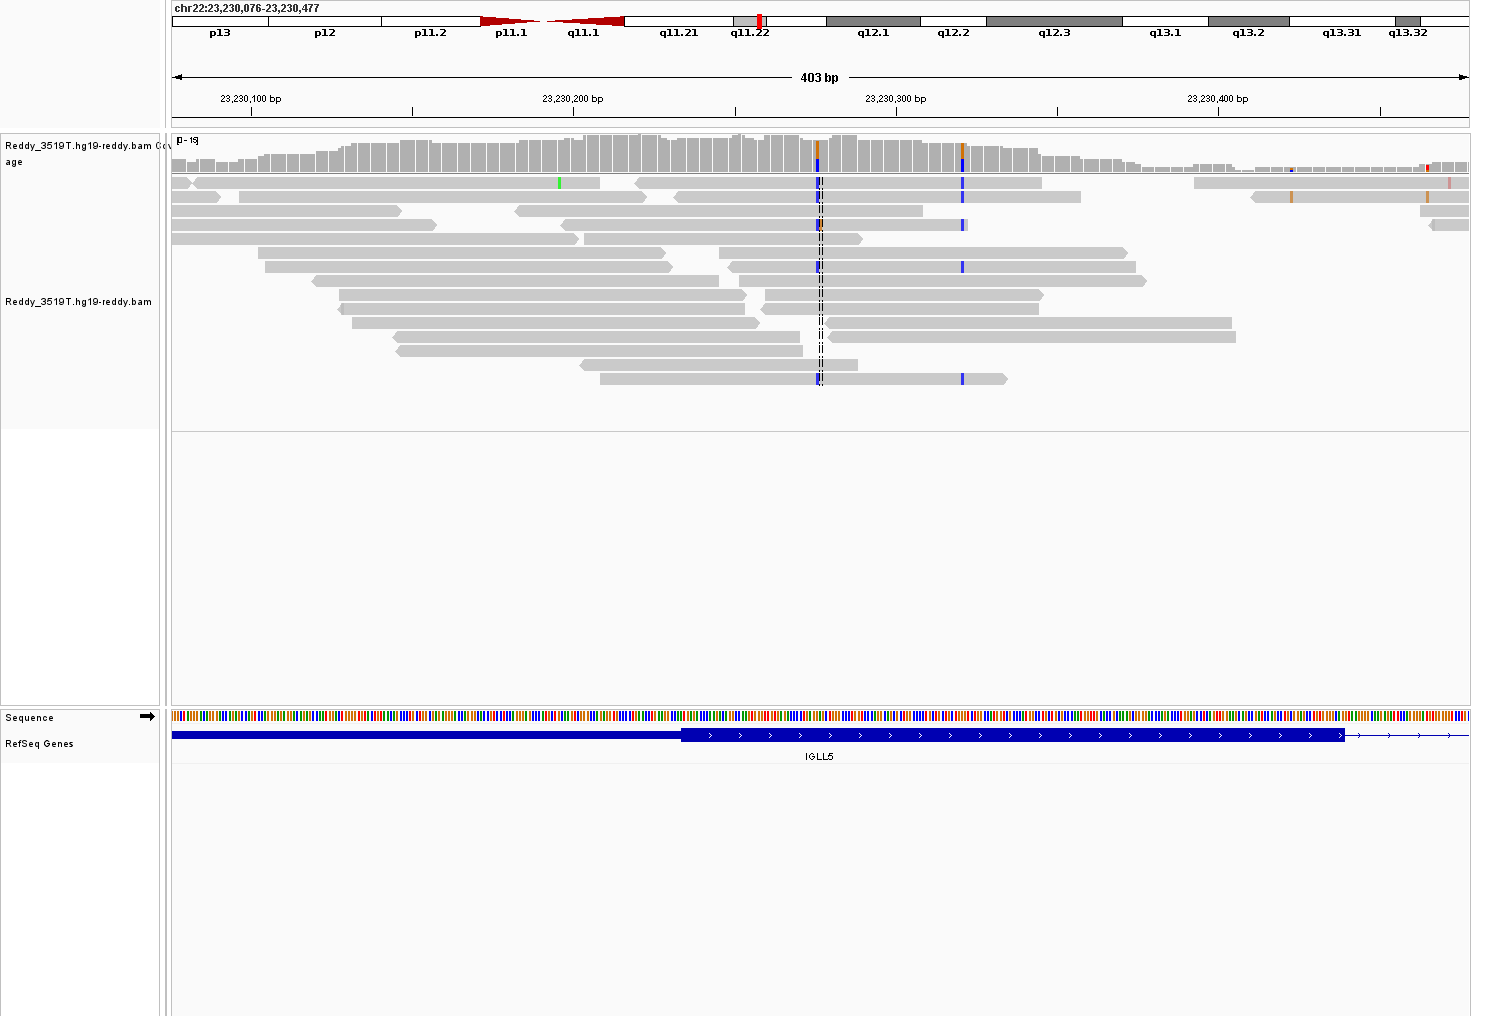 chr22:23,230,076-23,230,477
p13 p12 p11.2 p11.1 q11.1 q11.21 q11.22 q12.1 q12.2 q12.3 q13.1 q13.2 q13.31 q13.32
403 bp
23,230,100 bp 23,230,200 bp 23,230,300 bp 23,230,400 bp
[0 - 19]
Reddy_3519T.hg19-reddy.bam Cov
age
Reddy_3519T.hg19-reddy.bam
Sequence
RefSeq Genes
IGLL5